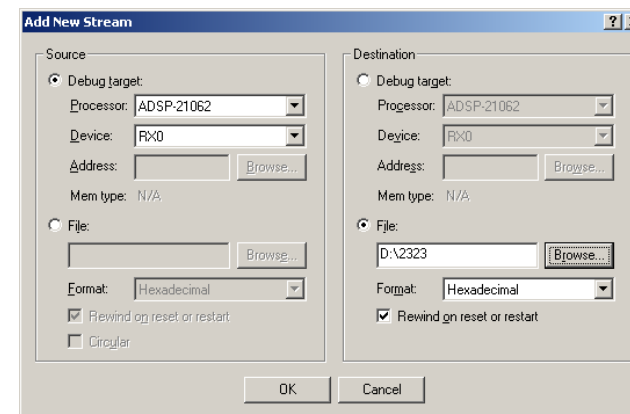 Add New Stream
Source
Debug target:
Processor: ADSP-21062
Device: RX0
Address: Browse...
Mem type: N/A
File:
Browse...
Format: Hexadecimal
Rewind on reset or restart
Circular
Destination
Debug target:
Processor: ADSP-21062
Device: RX0
Address: Browse...
Mem type: N/A
File:
D:\2323 Browse...
Format: Hexadecimal
Rewind on reset or restart
OK Cancel